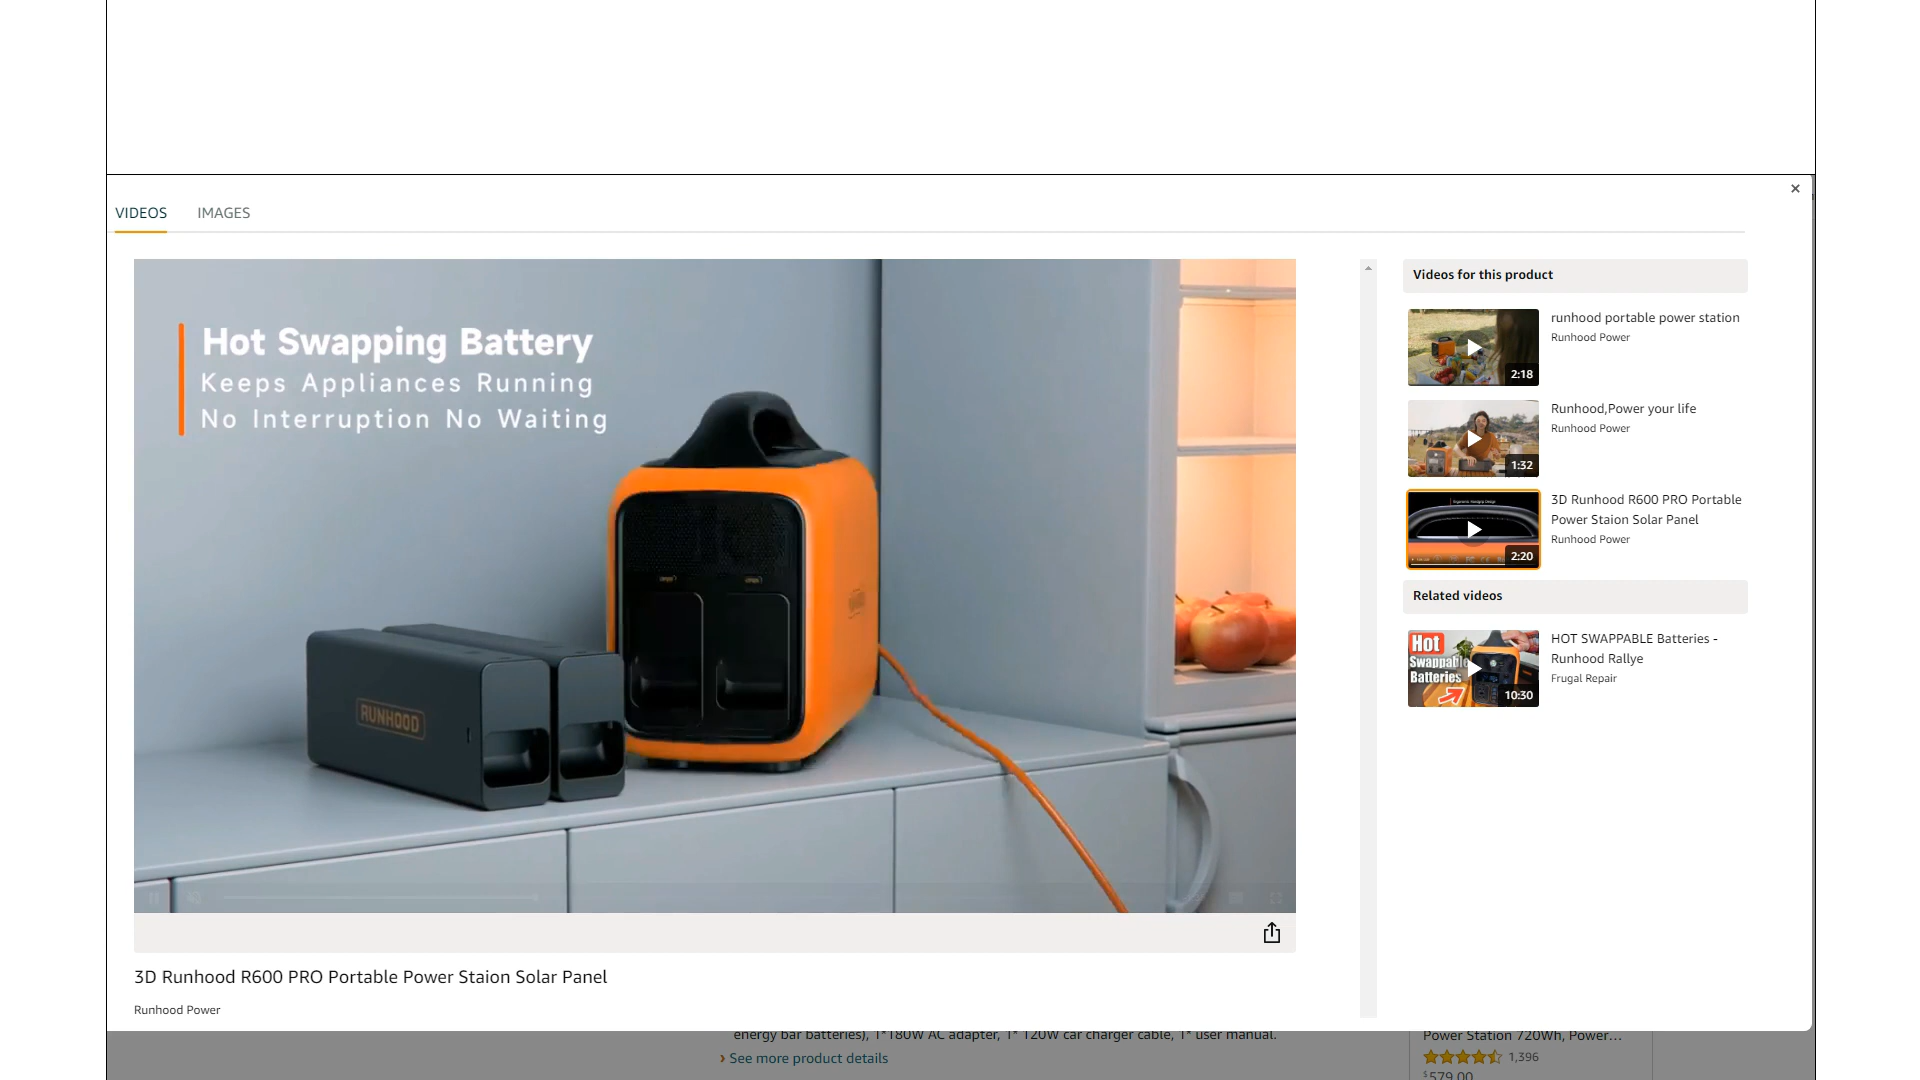 VIDEOS
IMAGES
Hot Swapping Battery
Keeps Appliances Running
No Interruption No Waiting
RUNHOOD
3D Runhood R600 PRO Portable Power Staion Solar Panel
Runhood Power
Videos for this product
2:18
runhood portable power station
Runhood Power
1:32
Runhood,Power your life
Runhood Power
2:20
3D Runhood R600 PRO Portable
Power Staion Solar Panel
Runhood Power
Related videos
Hot
Swappable
Batteries
10:30
HOT SWAPPABLE Batteries -
Runhood Rallye
Frugal Repair
energy bar batteries), 1*180W AC adapter, 1* 120W car charger cable, 1* user manual.
› See more product details
Power Station 720Wh, Power...
1,396
$579.00